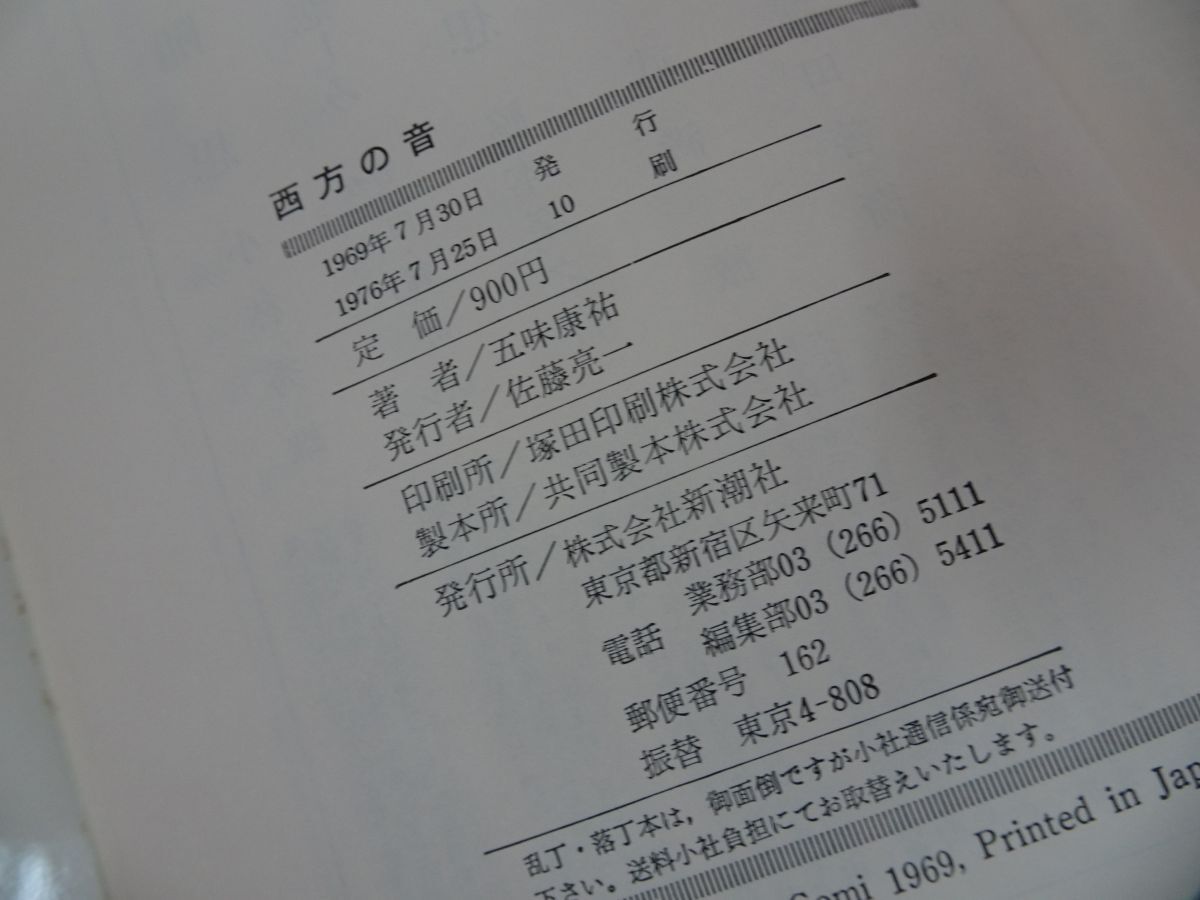 西方の音
1969年7月30日 発行
1976年7月25日 10刷
定 価/900円
著 者/五味康祐
発行者/佐藤亮一
印刷所/塚田印刷株式会社
製本所/共同製本株式会社
発行所/株式会社新潮社
東京都新宿区矢来町71
業務部03(266)5111
電話 編集部03(266)5411
郵便番号 162
振替 東京4-808
乱丁・落丁本は,御面倒ですが小社通信係宛御送付
下さい。送料小社負担にてお取替えいたします。
Gomi 1969, Printed in Jap